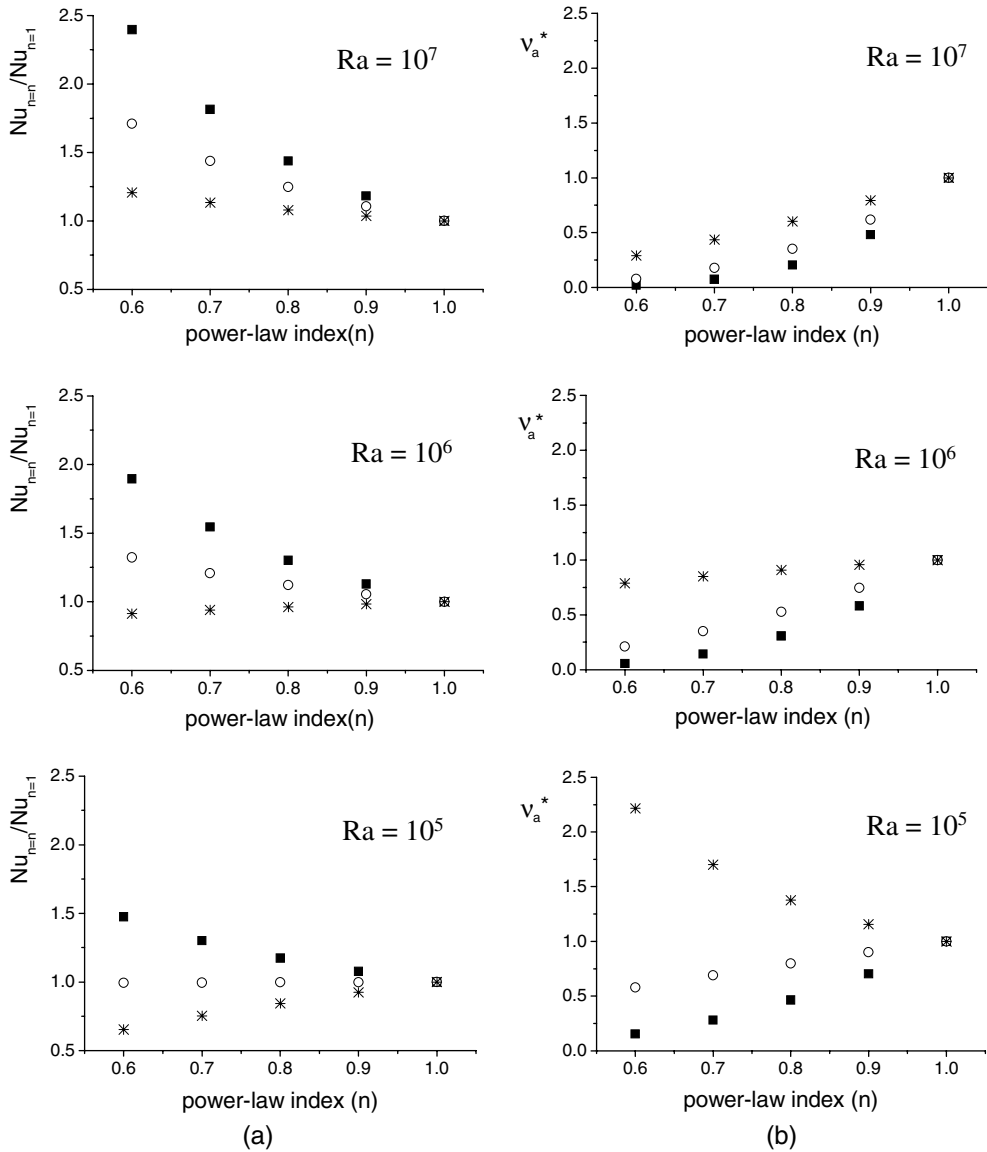 2.5
2.0
1.5
1.0
0.5
Nu_{n=n}/Nu_{n=1}
Ra = 10^7
0.6 0.7 0.8 0.9 1.0
power-law index(n)
ν_a*
2.5
2.0
1.5
1.0
0.5
0.0
Ra = 10^7
0.6 0.7 0.8 0.9 1.0
power-law index (n)
2.5
2.0
1.5
1.0
0.5
Nu_{n=n}/Nu_{n=1}
Ra = 10^6
0.6 0.7 0.8 0.9 1.0
power-law index(n)
ν_a*
2.5
2.0
1.5
1.0
0.5
0.0
Ra = 10^6
0.6 0.7 0.8 0.9 1.0
power-law index (n)
2.5
2.0
1.5
1.0
0.5
Nu_{n=n}/Nu_{n=1}
Ra = 10^5
0.6 0.7 0.8 0.9 1.0
power-law index (n)
(a)
ν_a*
2.5
2.0
1.5
1.0
0.5
0.0
Ra = 10^5
0.6 0.7 0.8 0.9 1.0
power-law index (n)
(b)